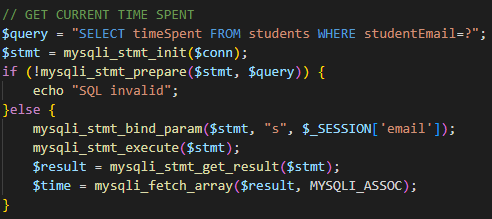 // GET CURRENT TIME SPENT
$query = "SELECT timeSpent FROM students WHERE studentEmail=?";
$stmt = mysqli_stmt_init($conn);
if (!mysqli_stmt_prepare($stmt, $query)) {
    echo "SQL invalid";
}else {
    mysqli_stmt_bind_param($stmt, "s", $_SESSION['email']);
    mysqli_stmt_execute($stmt);
    $result = mysqli_stmt_get_result($stmt);
    $time = mysqli_fetch_array($result, MYSQLI_ASSOC);
}